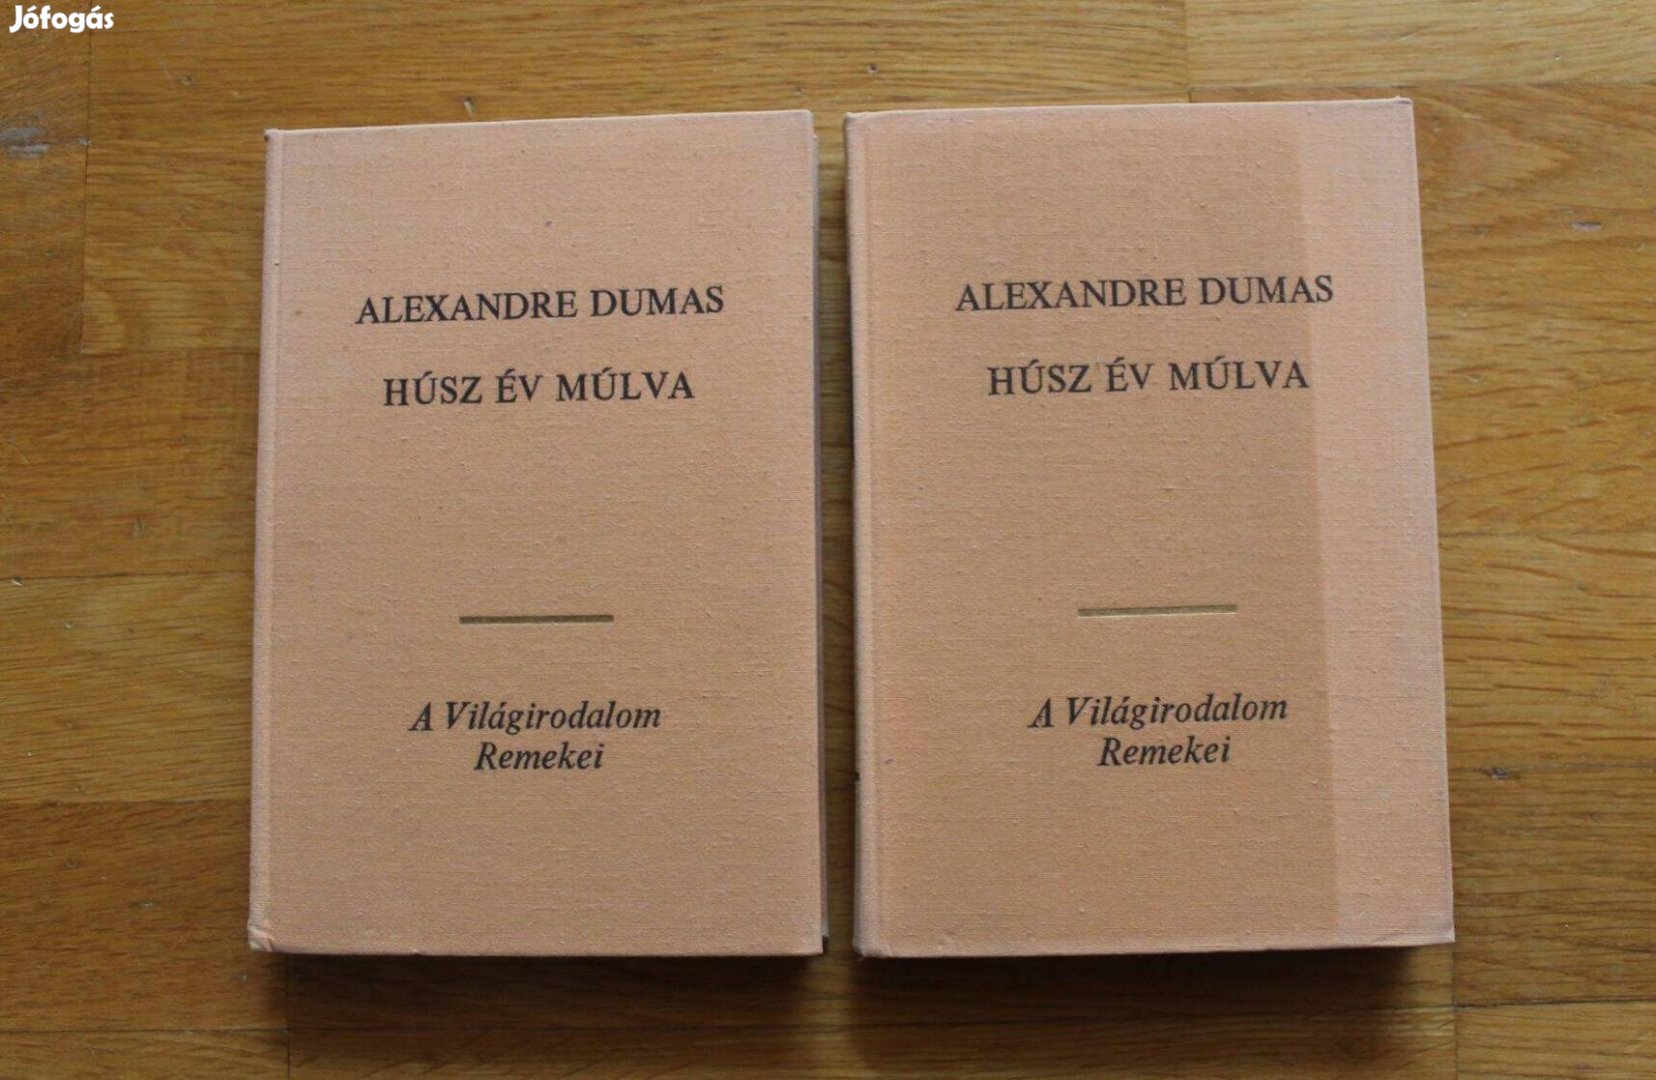 Jófogás
ALEXANDRE DUMAS
HÚSZ ÉV MÚLVA
A Világirodalom
Remekei
ALEXANDRE DUMAS
HÚSZ ÉV MÚLVA
A Világirodalom
Remekei